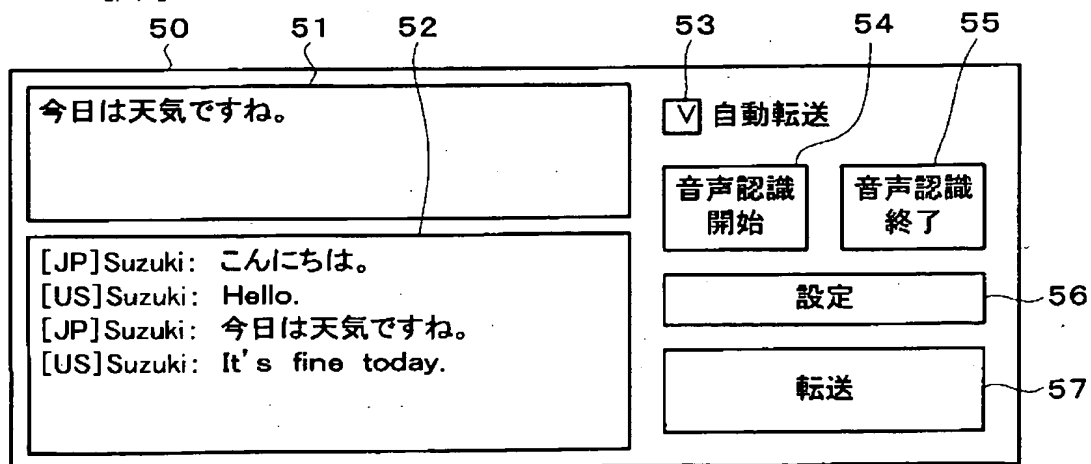 50
51
52
53
54
55
今日は天気ですね。
V 自動転送
音声認識
開始
音声認識
終了
[JP]Suzuki: こんにちは。
[US]Suzuki: Hello.
[JP]Suzuki: 今日は天気ですね。
[US]Suzuki: It's fine today.
設定
56
転送
57